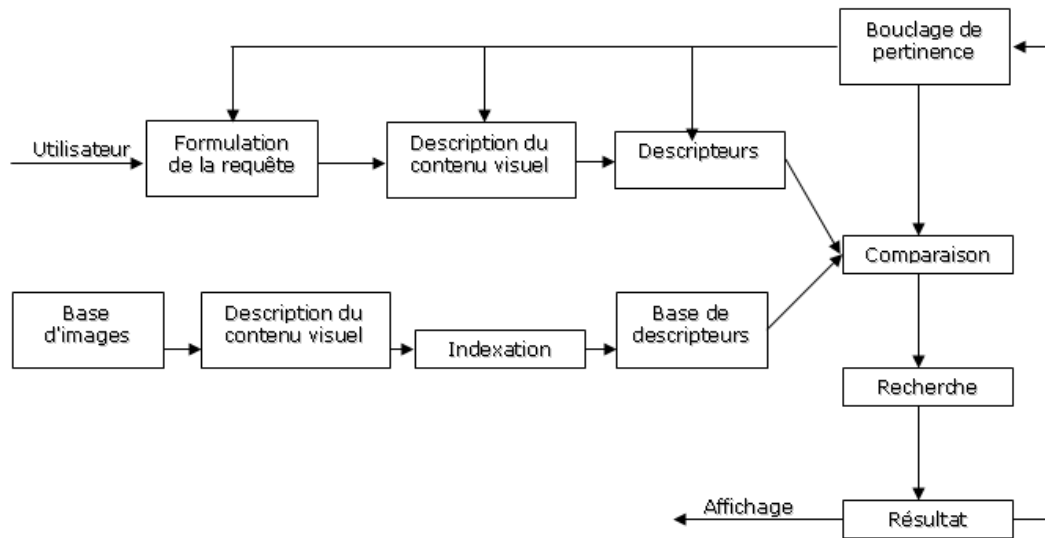 Bouclage de
pertinence
Utilisateur
Formulation
de la requête
Description du
contenu visuel
Descripteurs
Comparaison
Base
d'images
Description du
contenu visuel
Indexation
Base de
descripteurs
Recherche
Affichage
Résultat